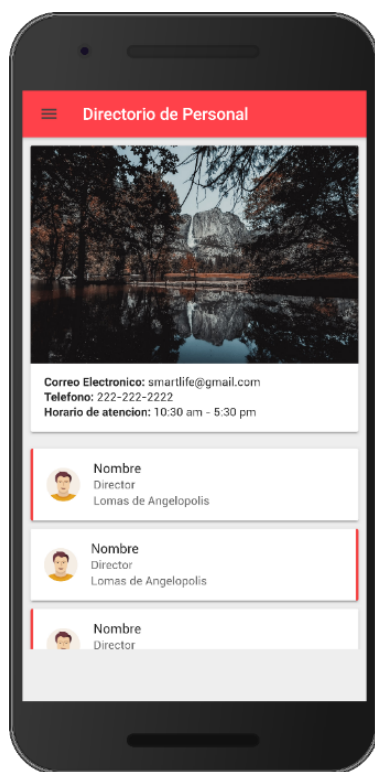 Directorio de Personal
Correo Electronico: smartlife@gmail.com
Telefono: 222-222-2222
Horario de atencion: 10:30 am - 5:30 pm
Nombre
Director
Lomas de Angelopolis
Nombre
Director
Lomas de Angelopolis
Nombre
Director